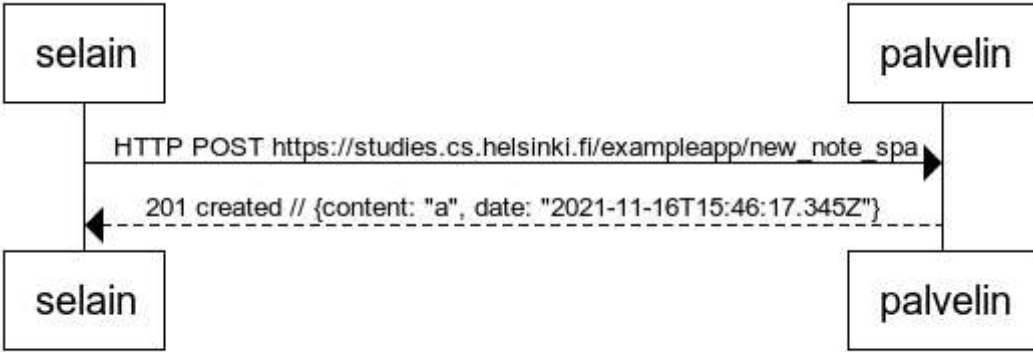 selain
palvelin
HTTP POST https://studies.cs.helsinki.fi/exampleapp/new_note_spa
201 created // {content: "a", date: "2021-11-16T15:46:17.345Z"}
selain
palvelin